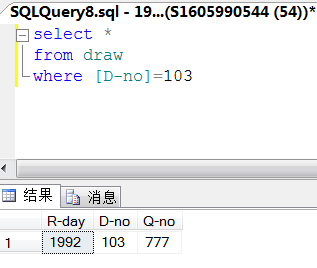 SQLQuery8.sql - 19...(S1605990544 (54))*
select *
from draw
where [D-no]=103
结果 消息
R-day D-no Q-no
1 1992 103 777